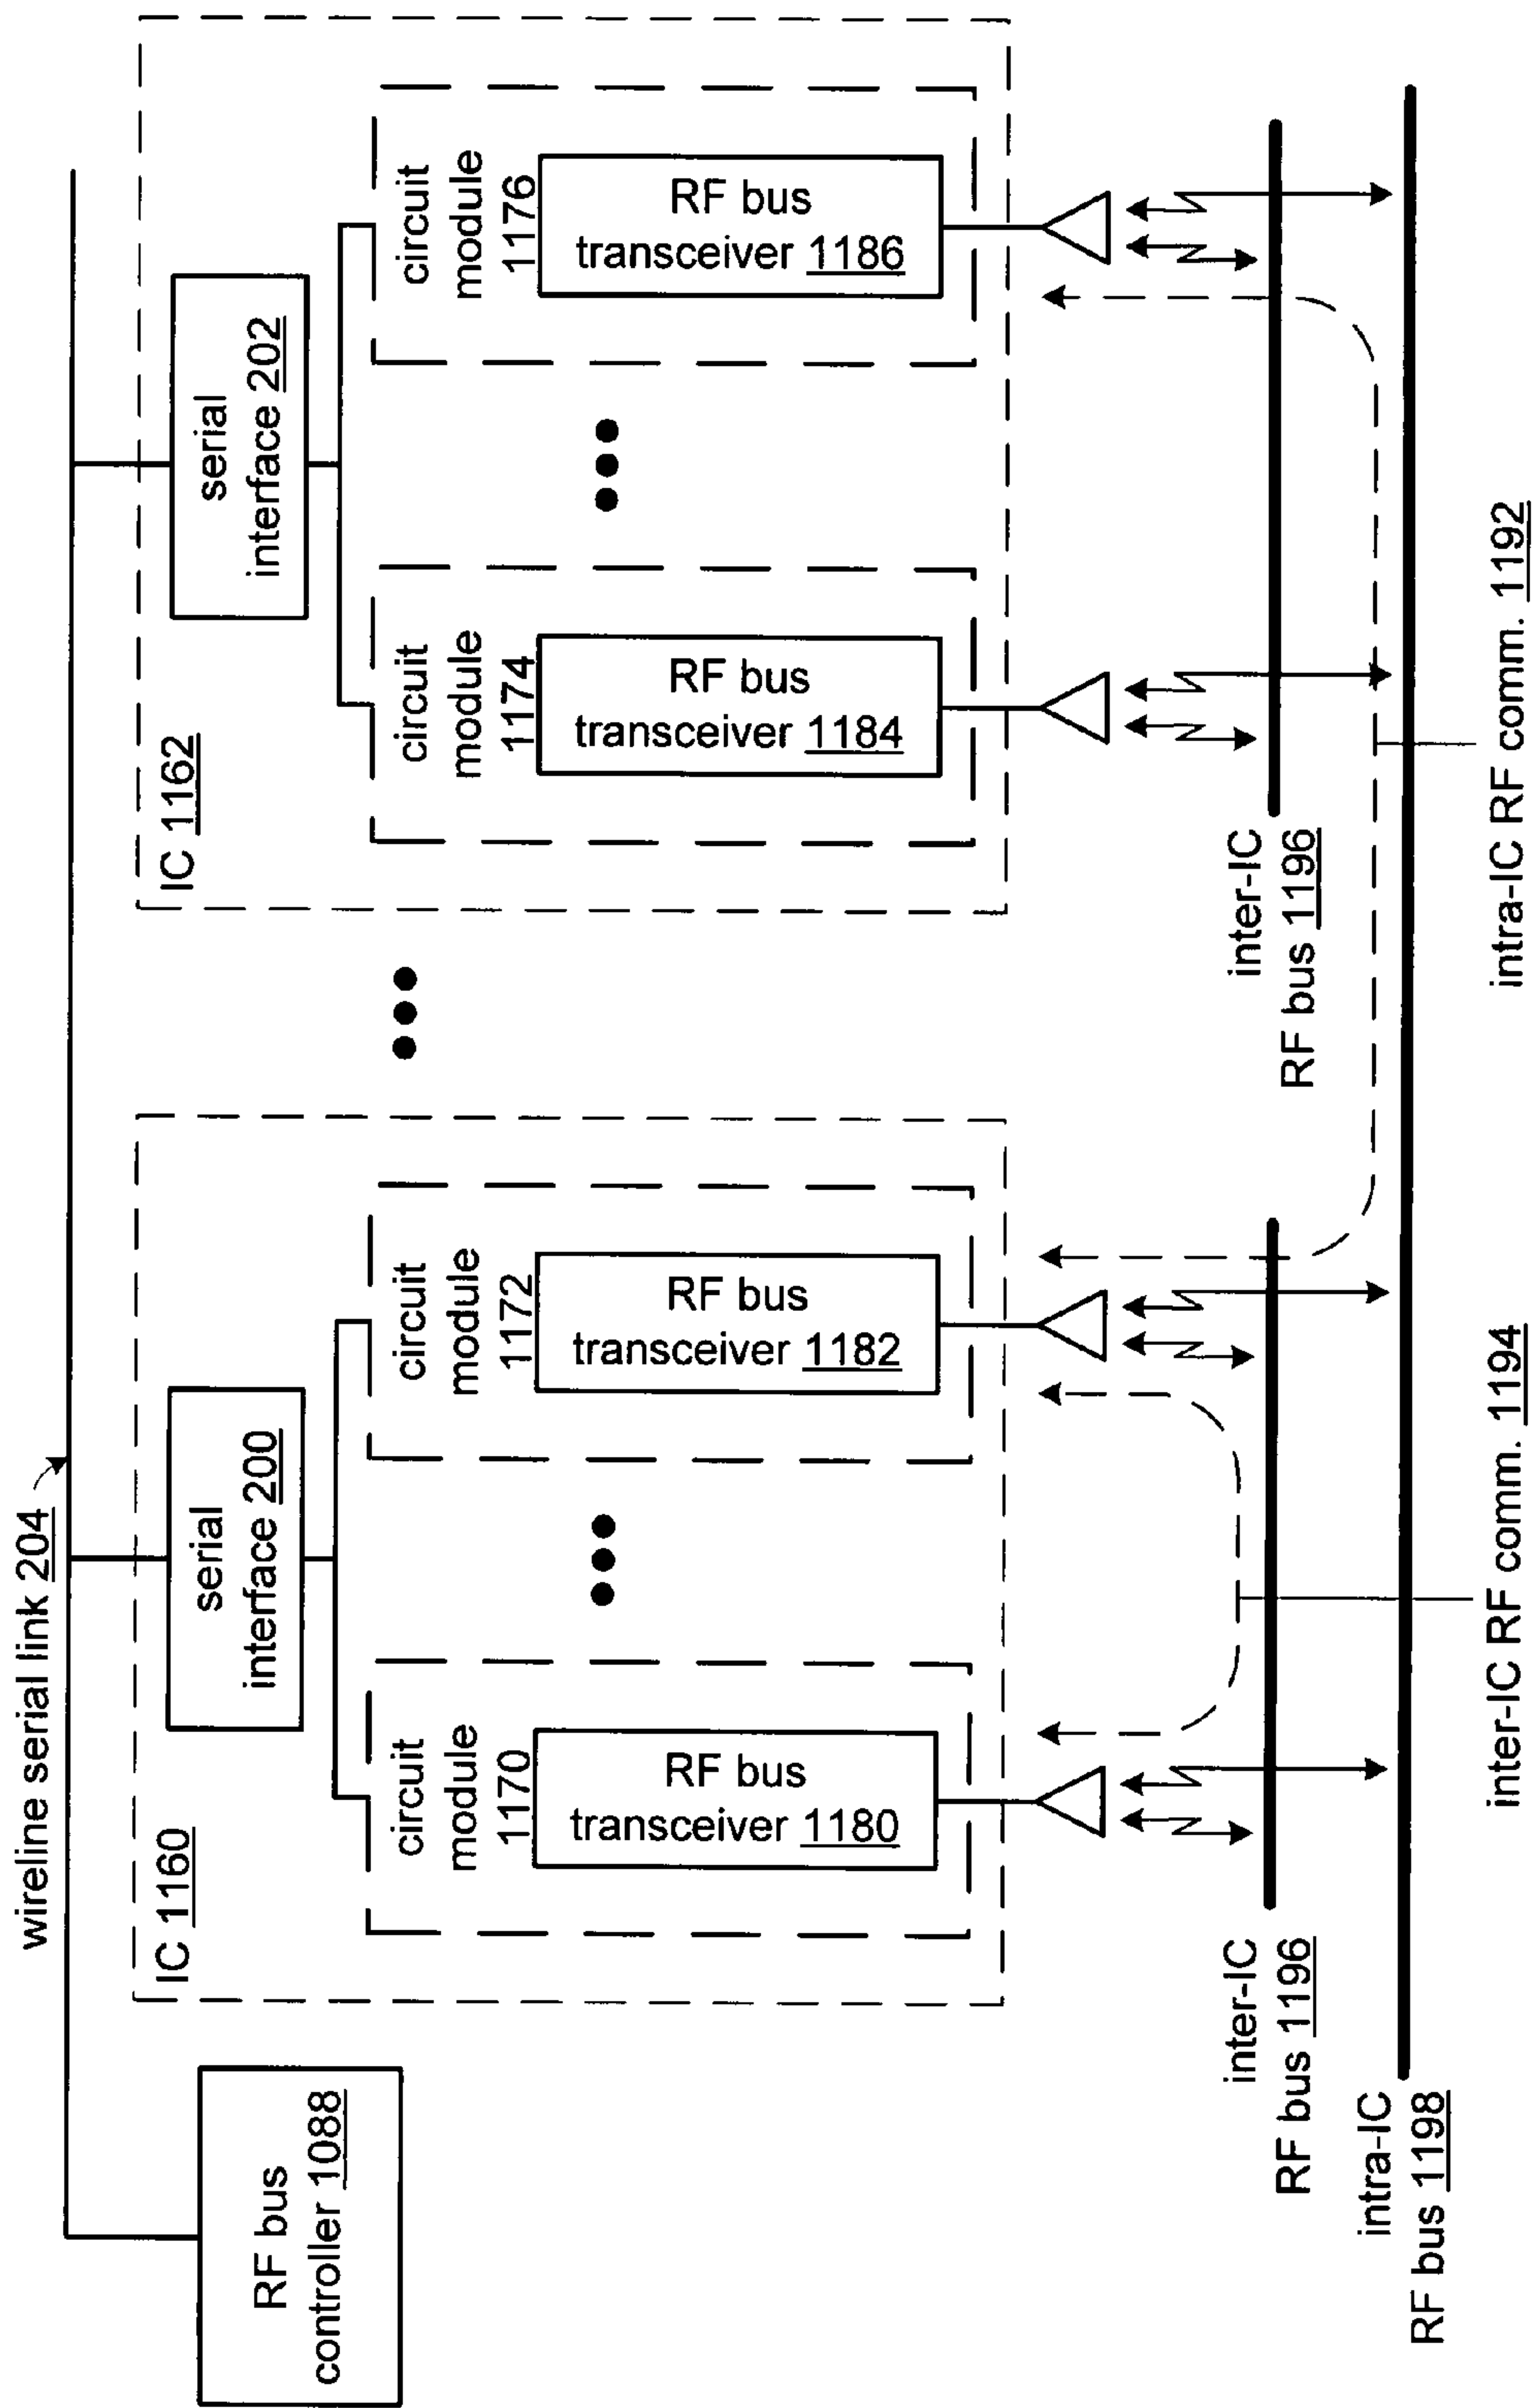 wireline serial link 204
RF bus
controller 1088
IC 1160
serial
interface 200
circuit
module
1170
RF bus
transceiver 1180
circuit
module
1172
RF bus
transceiver 1182
IC 1162
serial
interface 202
circuit
module
1174
RF bus
transceiver 1184
circuit
module
1176
RF bus
transceiver 1186
inter-IC
RF bus 1196
inter-IC
RF bus 1196
intra-IC
RF bus 1198
inter-IC RF comm. 1194
intra-IC RF comm. 1192